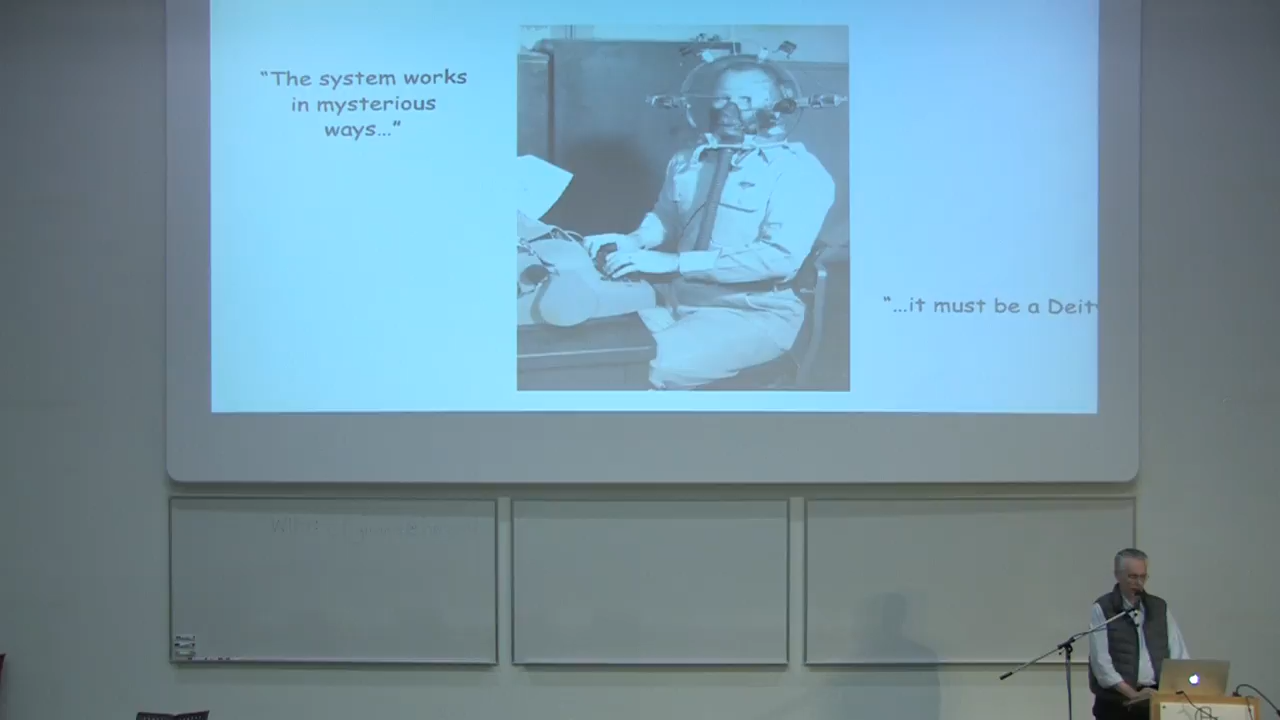 “The system works
in mysterious
ways...”
“...it must be a Deit